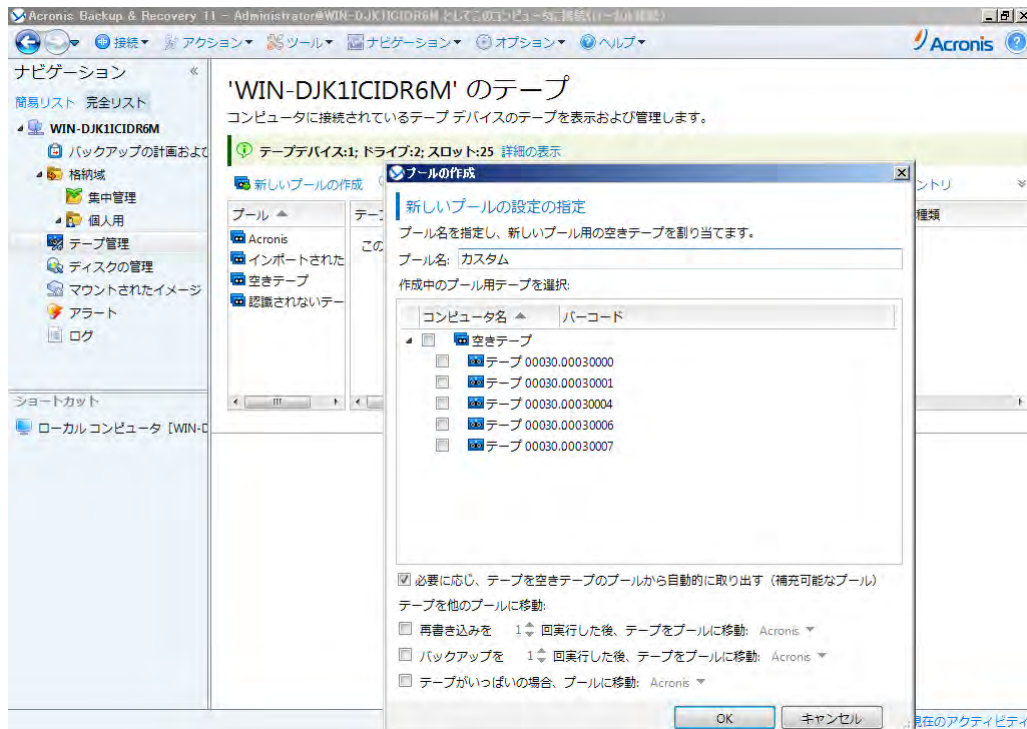 Acronis Backup & Recovery 11 - Administrator@WIN-DJK1ICIDR6M としてこのコンピュータに接続(ローカル接続)
接続 アクション ツール ナビゲーション オプション ヘルプ
Acronis
ナビゲーション
簡易リスト 完全リスト
WIN-DJK1ICIDR6M
バックアップの計画およ
格納域
集中管理
個人用
テープ管理
ディスクの管理
マウントされたイメージ
アラート
ログ
ショートカット
ローカル コンピュータ [WIN-D
'WIN-DJK1ICIDR6M' のテープ
コンピュータに接続されているテープ デバイスのテープを表示および管理します。
テープデバイス:1; ドライブ:2; スロット:25 詳細の表示
新しいプールの作成
ントリ
プール
テー
種類
Acronis
この
インポートされた
空きテープ
認識されないテー
プールの作成
新しいプールの設定の指定
プール名を指定し、新しいプール用の空きテープを割り当てます。
プール名: カスタム
作成中のプール用テープを選択:
コンピュータ名 バーコード
空きテープ
テープ 00030.00030000
テープ 00030.00030001
テープ 00030.00030004
テープ 00030.00030006
テープ 00030.00030007
必要に応じ、テープを空きテープのプールから自動的に取り出す（補充可能なプール）
テープを他のプールに移動:
再書き込みを 1 回実行した後、テープをプールに移動: Acronis
バックアップを 1 回実行した後、テープをプールに移動: Acronis
テープがいっぱいの場合、プールに移動: Acronis
OK キャンセル
現在のアクティビティ